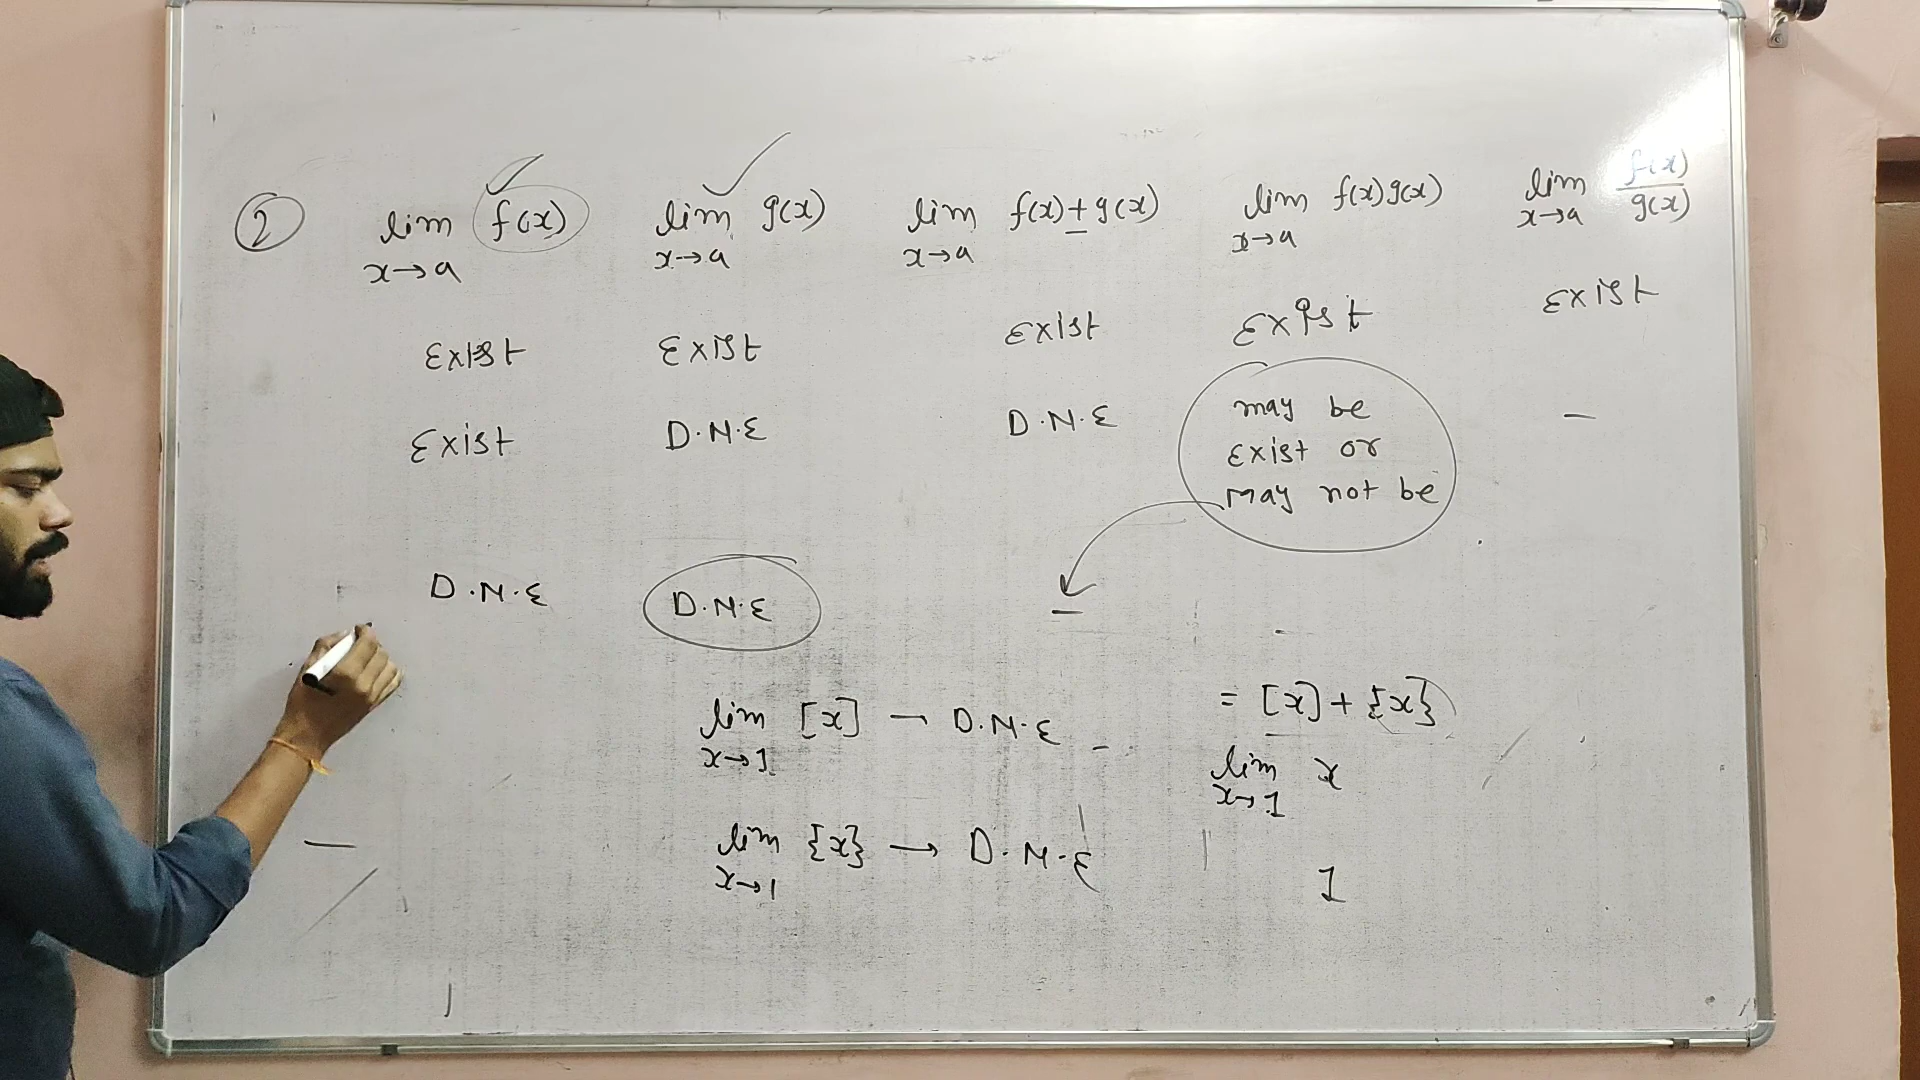 ② lim x→a f(x) lim x→a g(x) lim x→a f(x)±g(x) lim x→a f(x)g(x) lim x→a f(x)/g(x)
Exist Exist Exist Exist Exist
Exist D.N.E D.N.E may be –
exist or
may not be
D.N.E D.N.E –
lim x→1 [x] – D.N.E = [x]+{x}
lim x→1 x
lim x→1 {x} → D.N.E
1